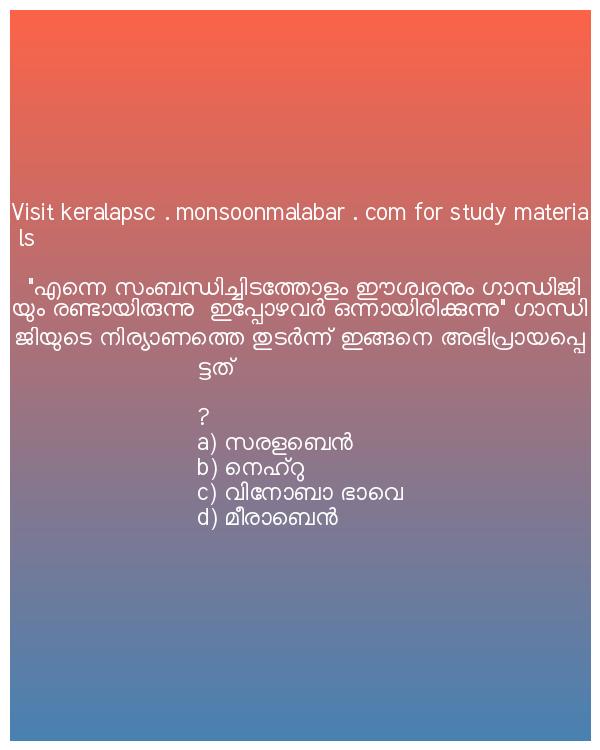 Visit keralapsc . monsoonmalabar . com for study materia
ls
"എന്നെ സംബന്ധിച്ചിടത്തോളം ഈശ്വരനും ഗാന്ധിജി
യും രണ്ടായിരുന്നു ഇപ്പോഴവർ ഒന്നായിരിക്കുന്നു" ഗാന്ധി
ജിയുടെ നിര്യാണത്തെ തുടർന്ന് ഇങ്ങനെ അഭിപ്രായപ്പെ
ട്ടത്
?
a) സരളബെൻ
b) നെഹ്റു
c) വിനോബാ ഭാവെ
d) മീരാബെൻ